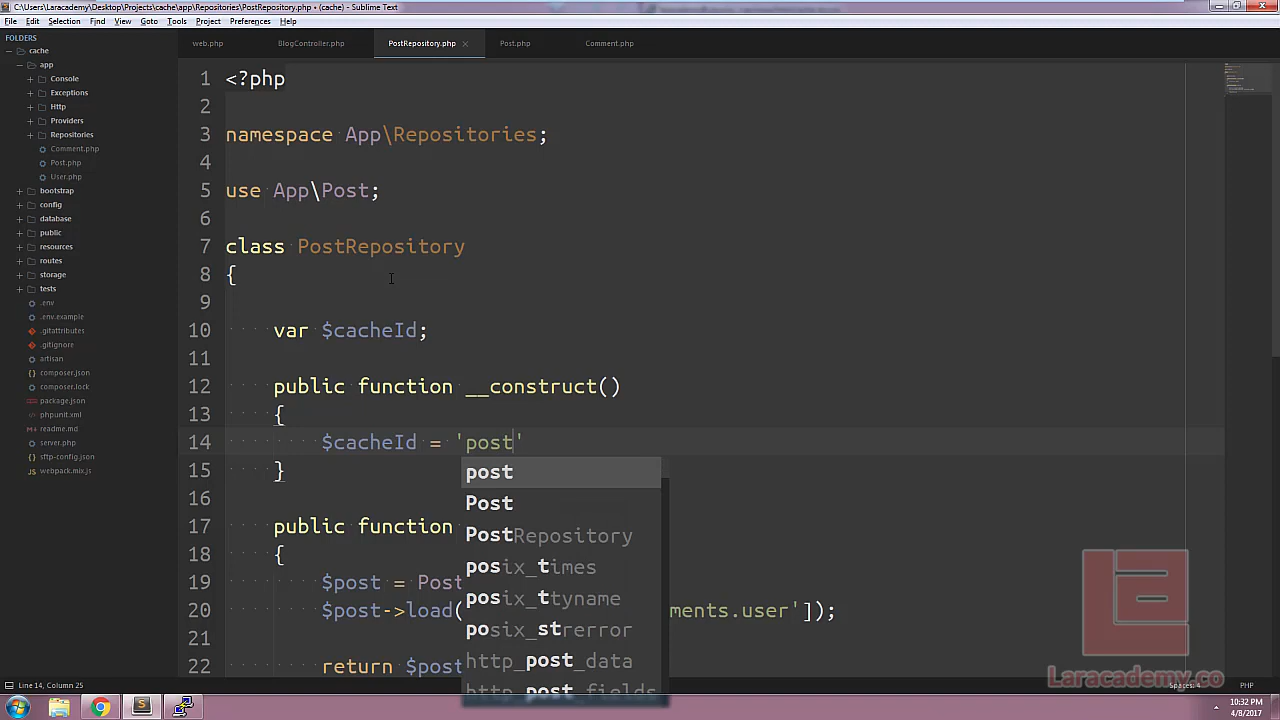 C:\Users\Laracademy\Desktop\Projects\cache\app\Repositories\PostRepository.php • (cache) - Sublime Text
File Edit Selection Find View Goto Tools Project Preferences Help
FOLDERS
cache
app
Console
Exceptions
Http
Providers
Repositories
Comment.php
Post.php
User.php
bootstrap
config
database
public
resources
routes
storage
tests
.env
.env.example
.gitattributes
.gitignore
artisan
composer.json
composer.lock
package.json
phpunit.xml
readme.md
server.php
sftp-config.json
webpack.mix.js
web.php BlogController.php PostRepository.php Post.php Comment.php
1 <?php
2
3 namespace App\Repositories;
4
5 use App\Post;
6
7 class PostRepository
8 {
9
10 var $cacheId;
11
12 public function __construct()
13 {
14 $cacheId = 'post'
15 }
16
17 public function
18 {
19 $post = Post
20 $post->load( ments.user']);
21
22 return $post
post
Post
PostRepository
posix_times
posix_ttyname
posix_strerror
http_post_data
http_post_fields
Laracademy.co
Line 14, Column 25
Spaces: 4
PHP
10:32 PM
4/8/2017